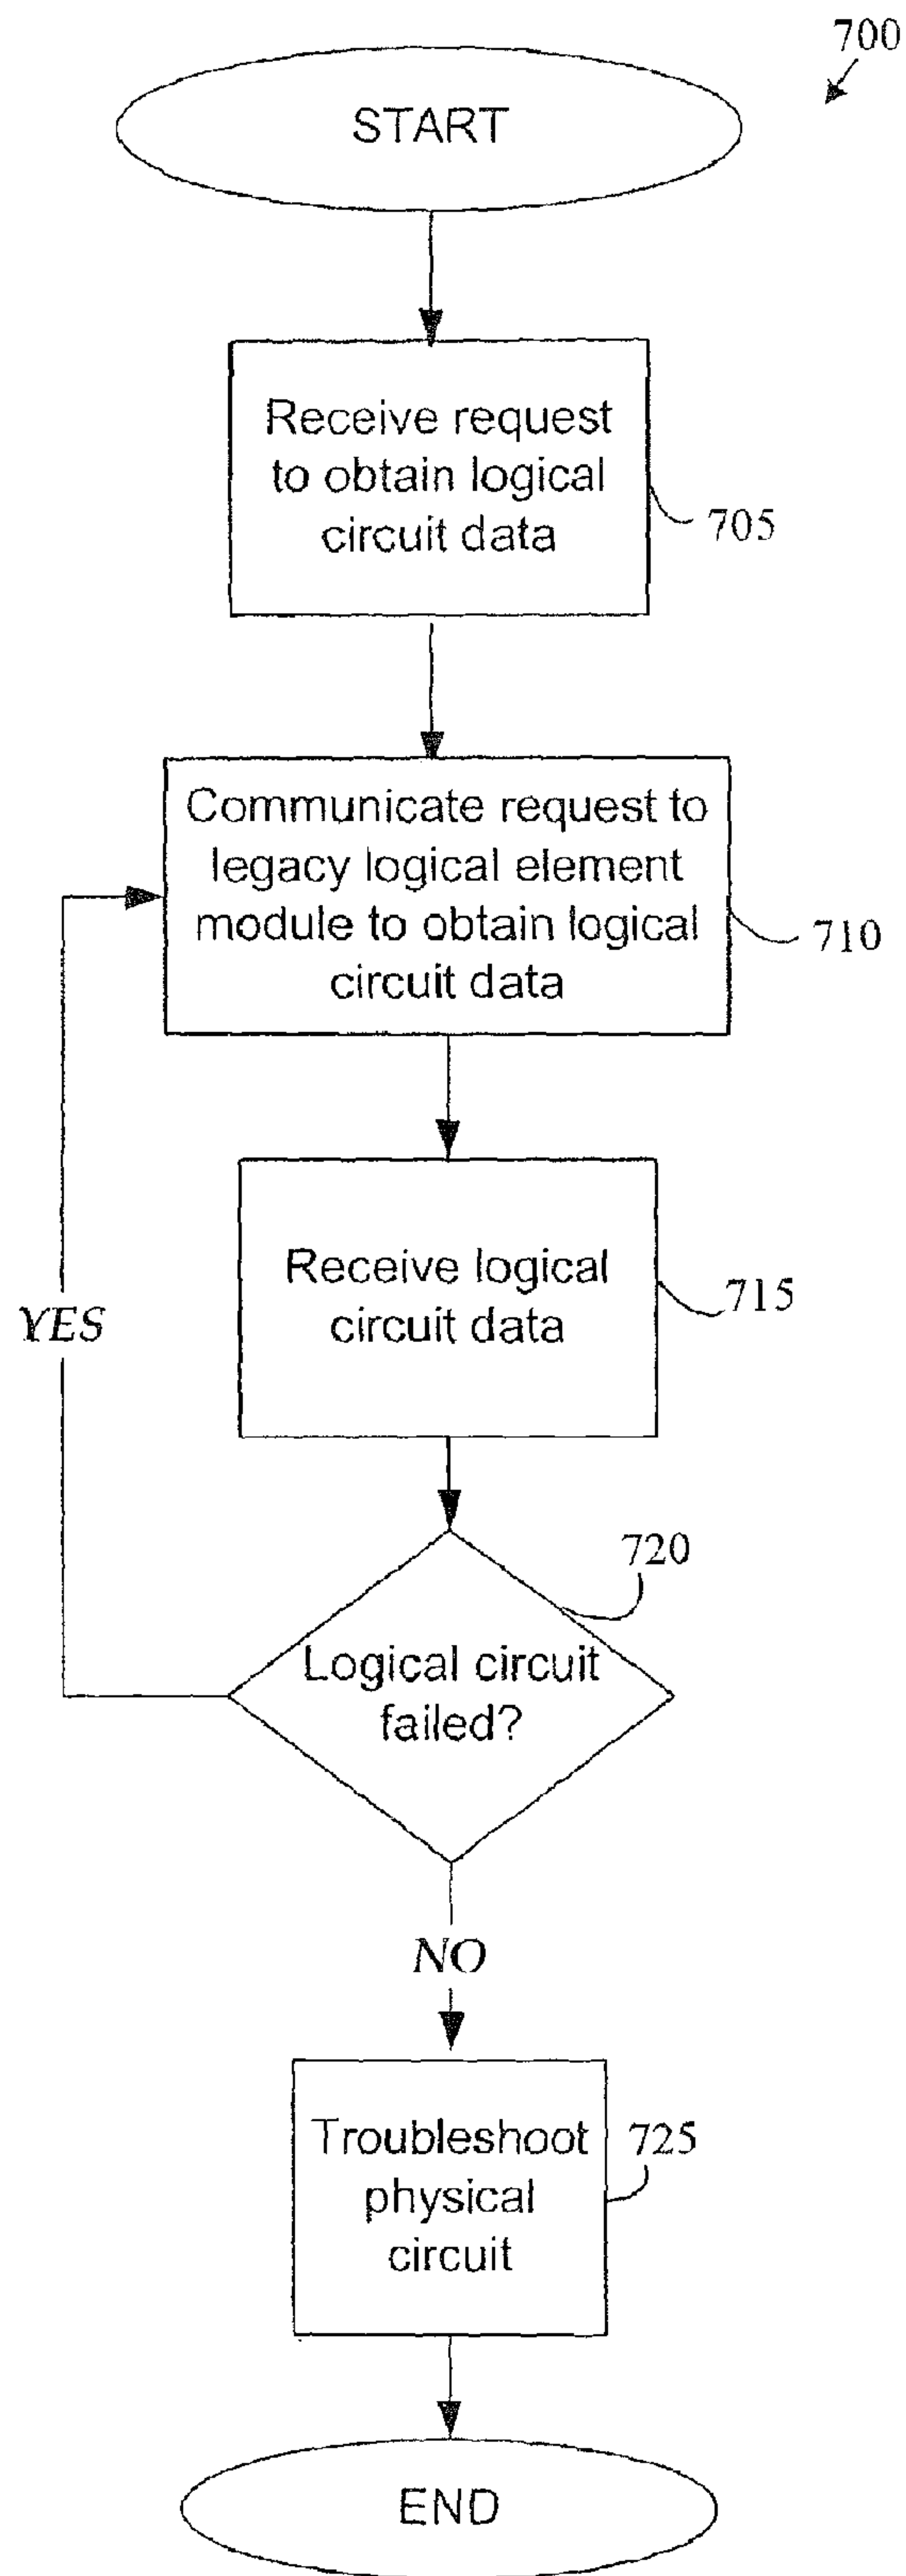 700
START
Receive request
to obtain logical
circuit data
705
Communicate request to
legacy logical element
module to obtain logical
circuit data
710
Receive logical
circuit data
715
YES
720
Logical circuit
failed?
NO
Troubleshoot
physical
circuit
725
END